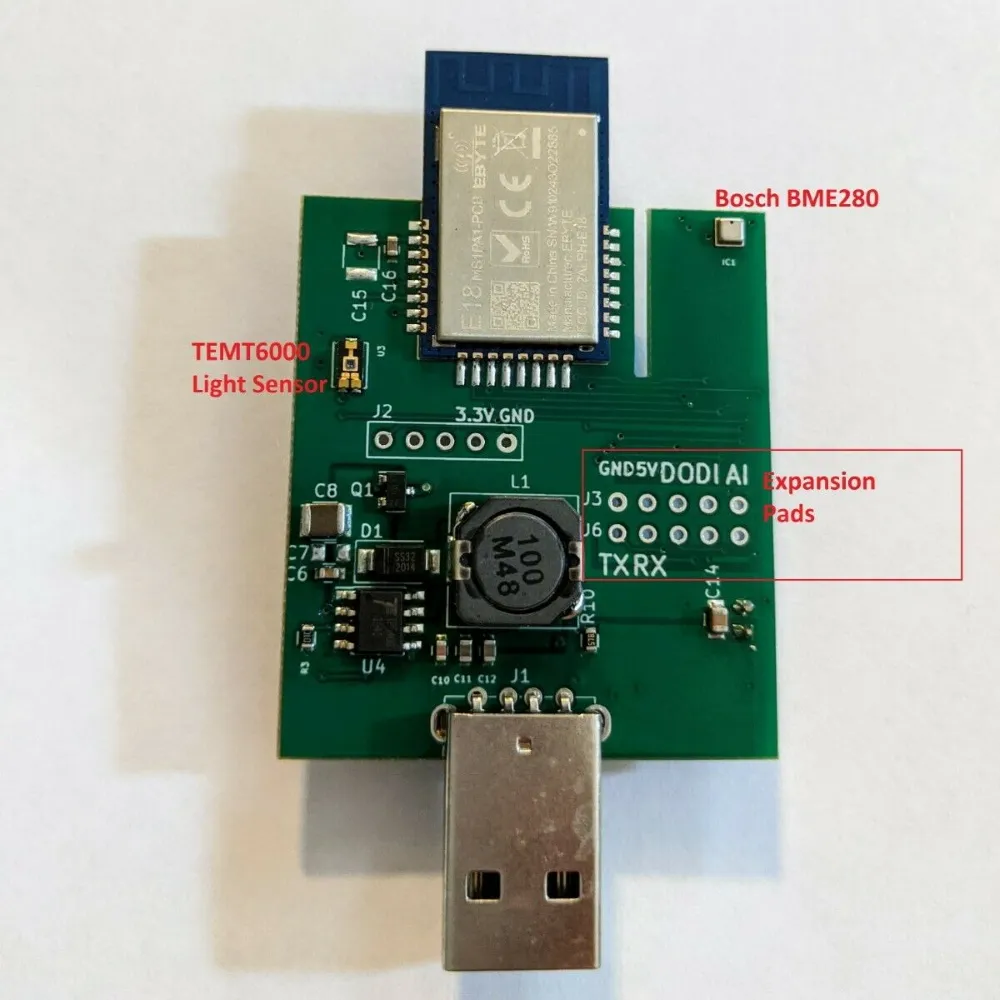 EBYTE
E18
MS1PA1-PCB
CE
RoHS
Made in China
Manufacturer: EBYTE
Bosch BME280
IC1
C15
C16
TEMT6000
Light Sensor
U3
J2
3.3V GND
GND 5V DO DI AI
J3
J6
TX RX
Expansion
Pads
L1
100
M48
Q1
C8
D1
SS32
C7
C6
C14
R10
R3
U4
C10 C11 C12
J1